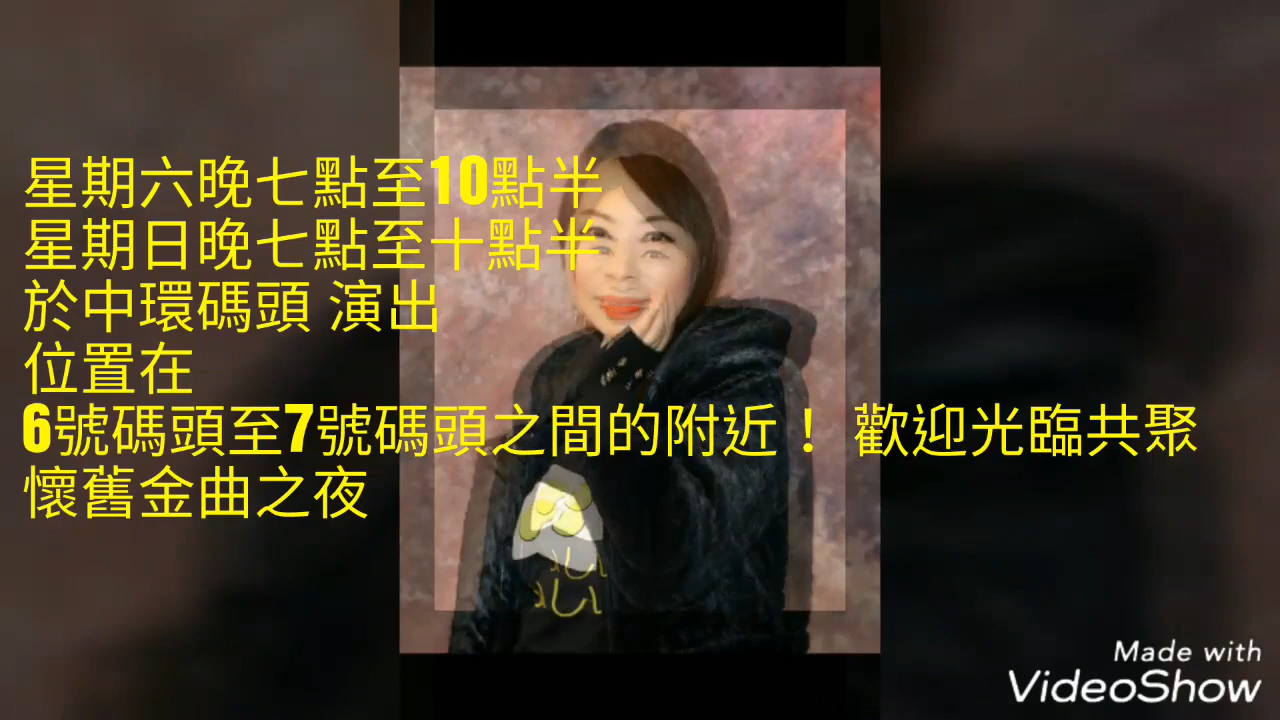 星期六晚七點至10點半
星期日晚七點至十點半
於中環碼頭 演出
位置在
6號碼頭至7號碼頭之間的附近！ 歡迎光臨共聚
懷舊金曲之夜
Made with
VideoShow